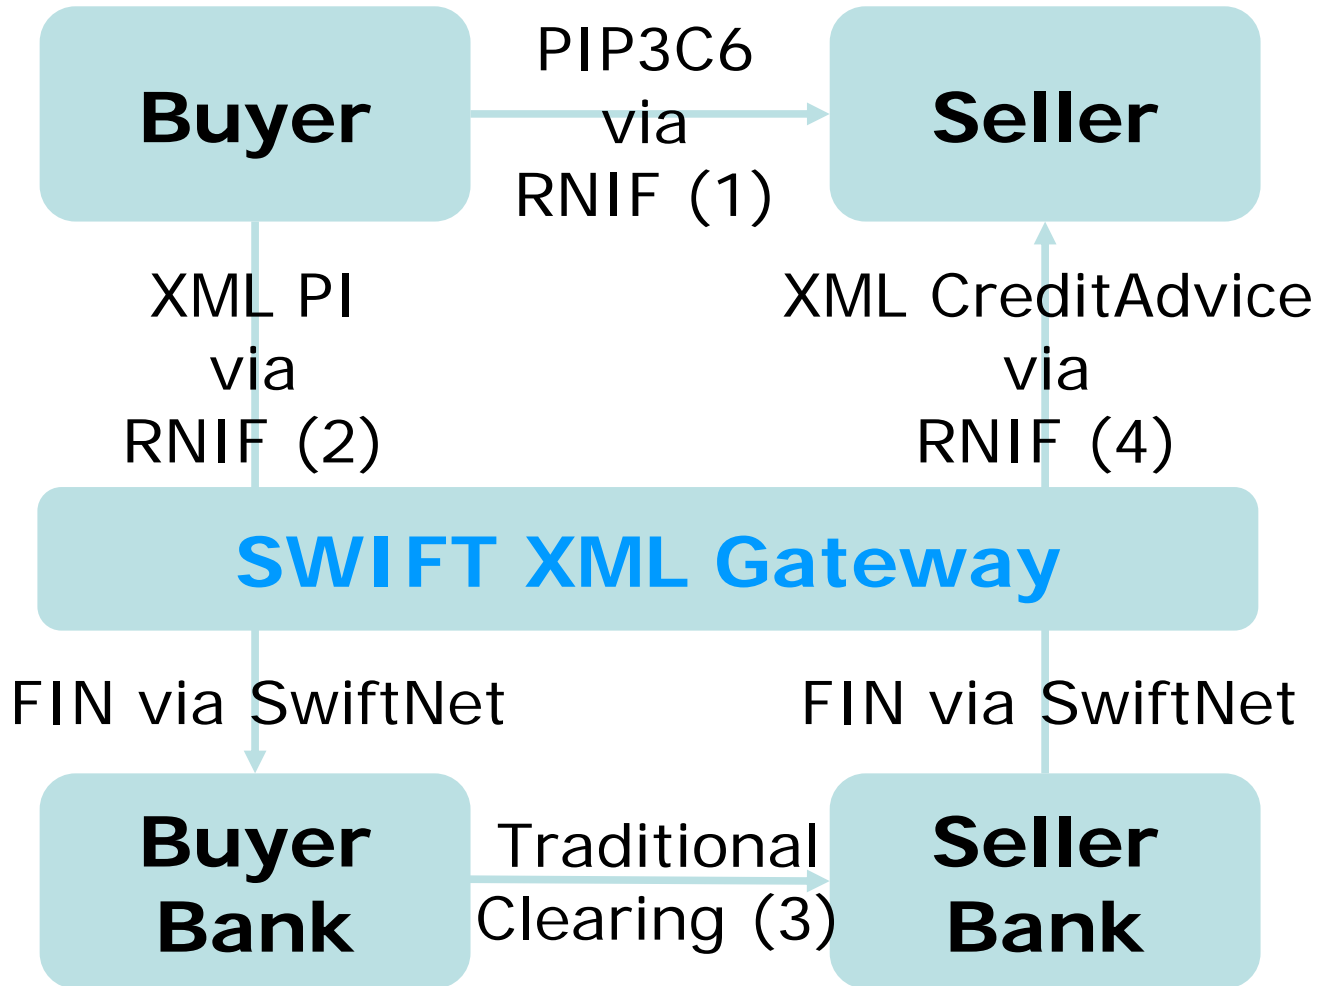 Buyer
PIP3C6
via
RNIF (1)
Seller
XML PI
via
RNIF (2)
XML CreditAdvice
via
RNIF (4)
SWIFT XML Gateway
FIN via SwiftNet
FIN via SwiftNet
Buyer
Bank
Traditional
Clearing (3)
Seller
Bank